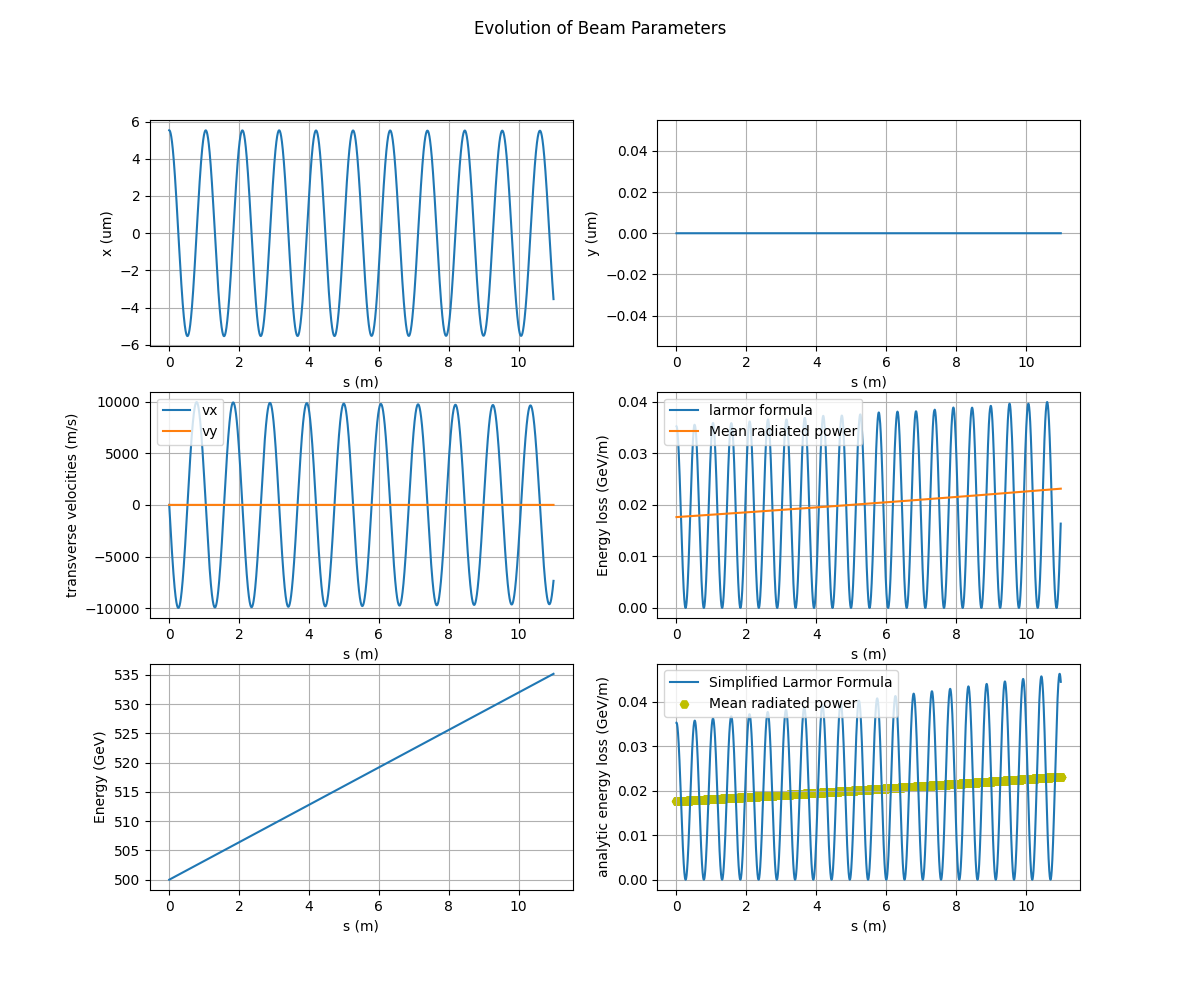 Evolution of Beam Parameters
6
4
2
0
−2
−4
−6
x (um)
0 2 4 6 8 10
s (m)
0.04
0.02
0.00
−0.02
−0.04
y (um)
0 2 4 6 8 10
s (m)
10000
5000
0
−5000
−10000
transverse velocities (m/s)
vx
vy
0 2 4 6 8 10
s (m)
0.04
0.03
0.02
0.01
0.00
Energy loss (GeV/m)
larmor formula
Mean radiated power
0 2 4 6 8 10
s (m)
535
530
525
520
515
510
505
500
Energy (GeV)
0 2 4 6 8 10
s (m)
0.04
0.03
0.02
0.01
0.00
analytic energy loss (GeV/m)
Simplified Larmor Formula
Mean radiated power
0 2 4 6 8 10
s (m)